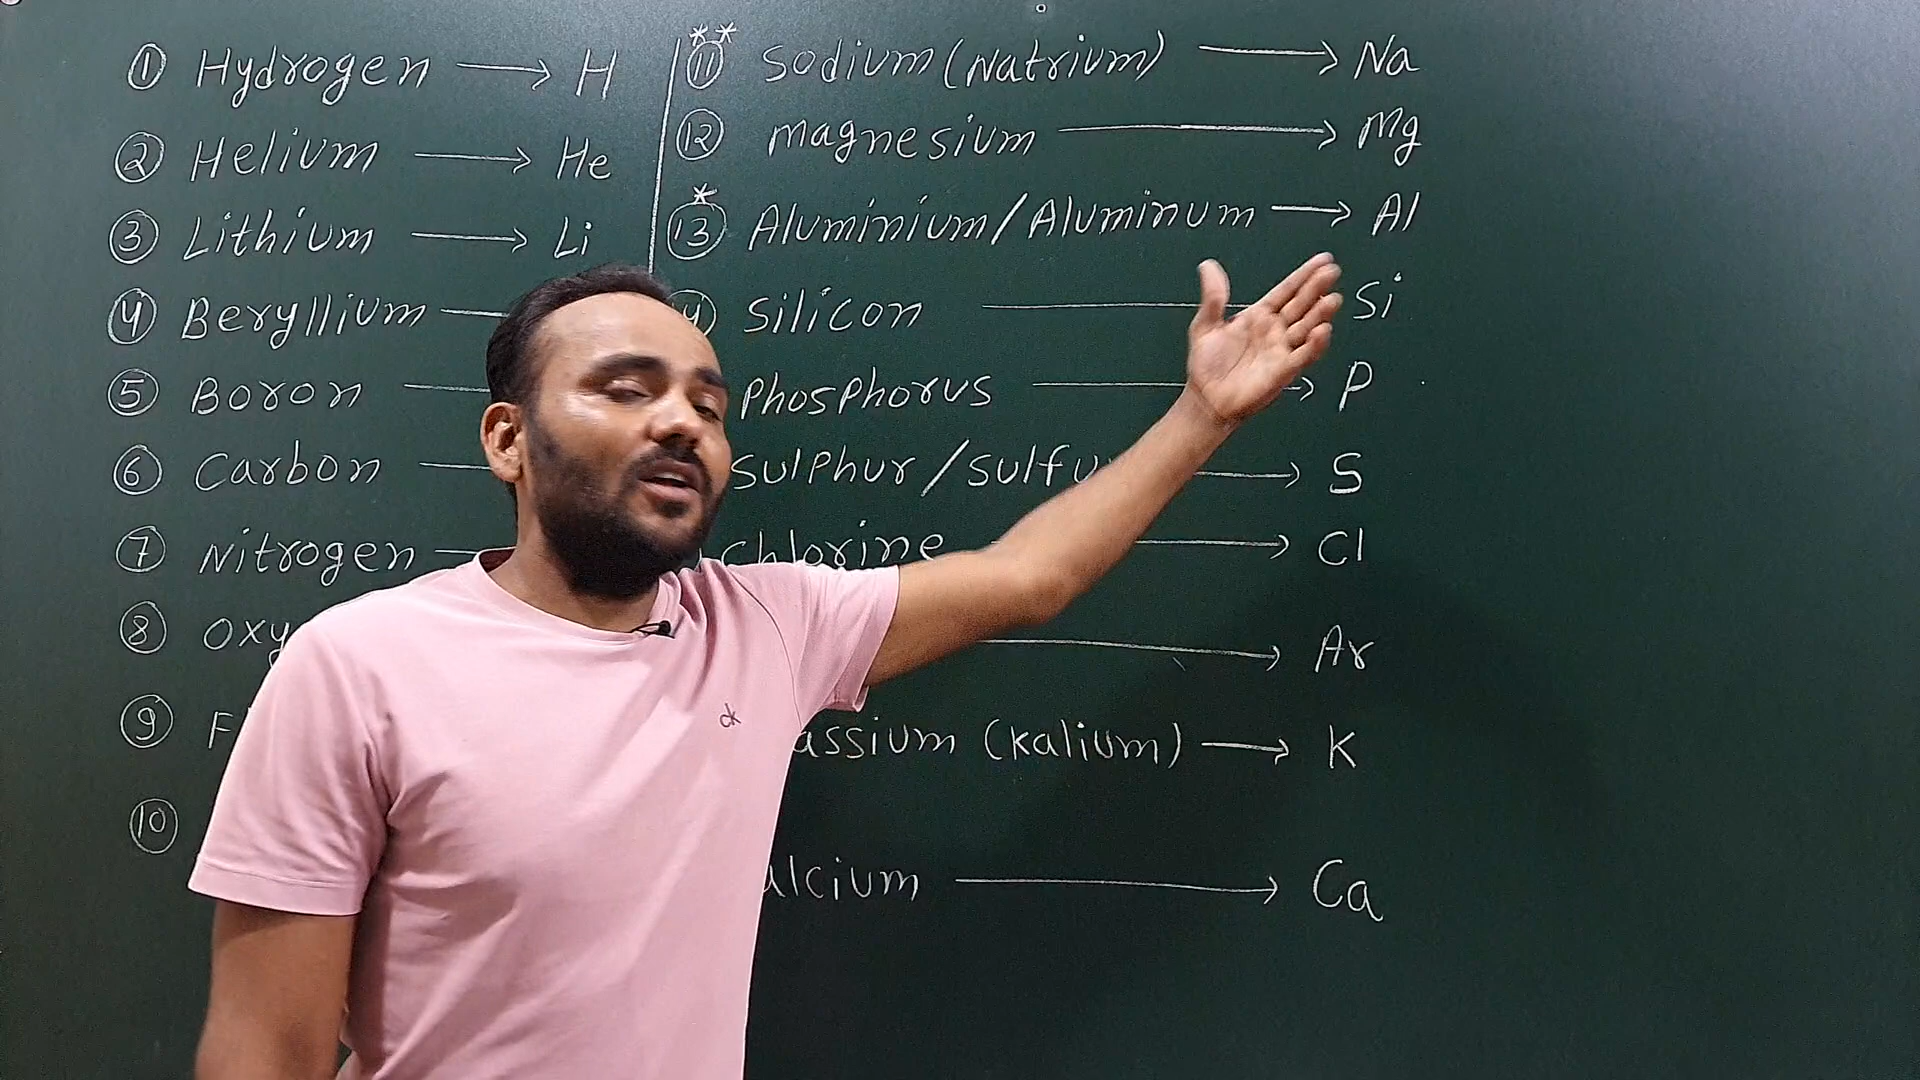 ① Hydrogen → H
② Helium → He
③ Lithium → Li
④ Beryllium
⑤ Boron
⑥ Carbon
⑦ Nitrogen
⑧ oxy
⑨ F
⑩
** ⑪ Sodium (Natrium) → Na
⑫ magnesium → Mg
* ⑬ Aluminium/Aluminum → Al
silicon → Si
Phosphorus → P
Sulphur/Sulfu → S
chlorine → Cl
→ Ar
assium (Kalium) → K
alcium → Ca
ck